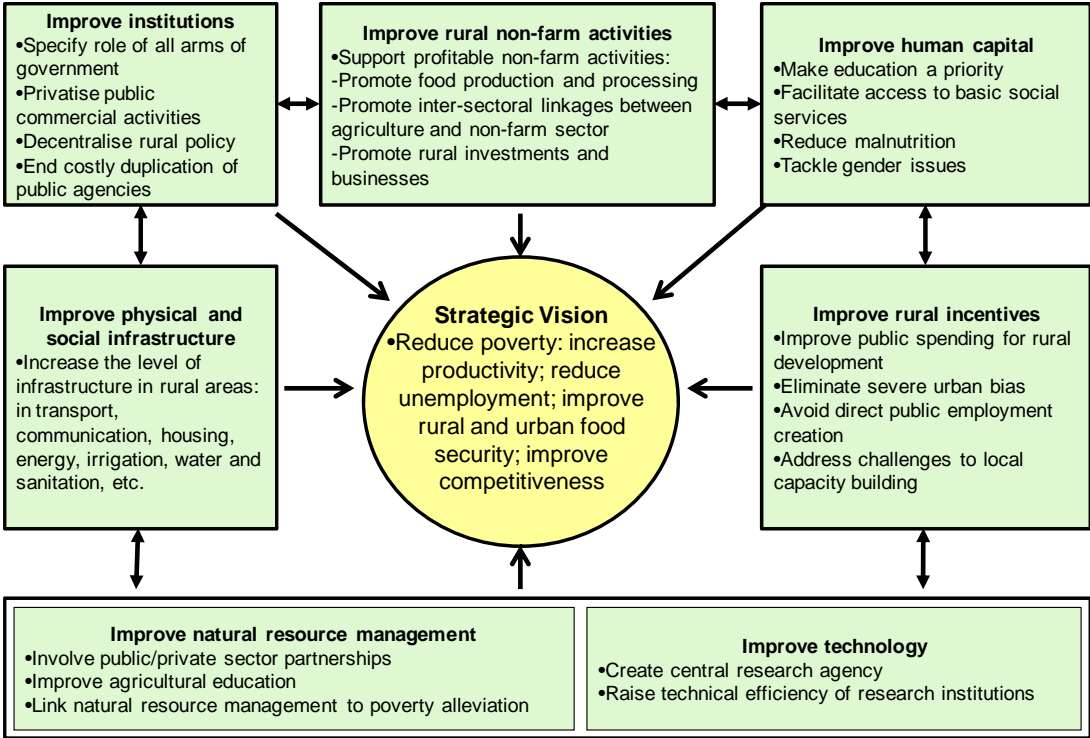 Improve institutions
•Specify role of all arms of
government
•Privatise public
commercial activities
•Decentralise rural policy
•End costly duplication of
public agencies
Improve rural non-farm activities
•Support profitable non-farm activities:
-Promote food production and processing
-Promote inter-sectoral linkages between
agriculture and non-farm sector
-Promote rural investments and
businesses
Improve human capital
•Make education a priority
•Facilitate access to basic social
services
•Reduce malnutrition
•Tackle gender issues
Improve physical and
social infrastructure
•Increase the level of
infrastructure in rural areas:
in transport,
communication, housing,
energy, irrigation, water and
sanitation, etc.
Strategic Vision
•Reduce poverty: increase
productivity; reduce
unemployment; improve
rural and urban food
security; improve
competitiveness
Improve rural incentives
•Improve public spending for rural
development
•Eliminate severe urban bias
•Avoid direct public employment
creation
•Address challenges to local
capacity building
Improve natural resource management
•Involve public/private sector partnerships
•Improve agricultural education
•Link natural resource management to poverty alleviation
Improve technology
•Create central research agency
•Raise technical efficiency of research institutions